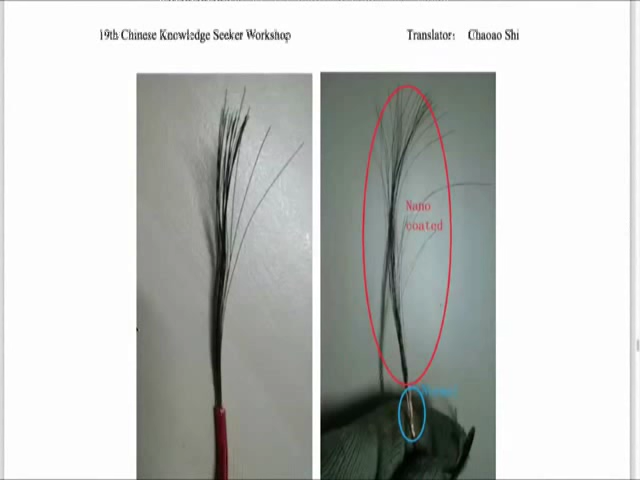 19th Chinese Knowledge Seeker Workshop
Translator: Chaoao Shi
Nano
coated